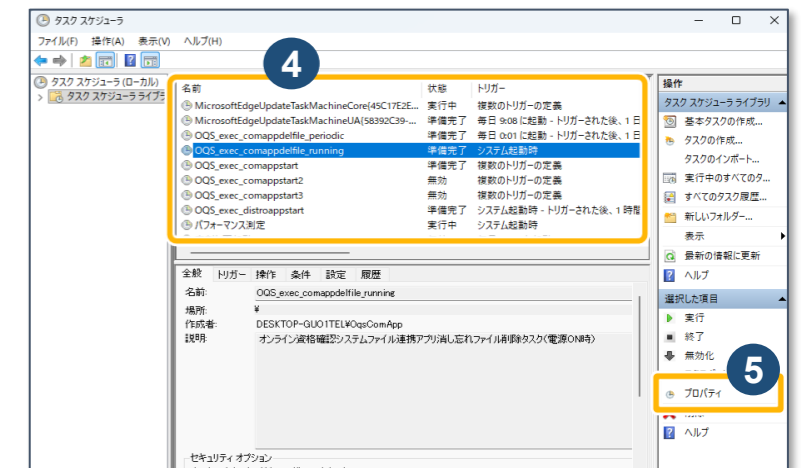 タスク スケジューラ
ファイル(F) 操作(A) 表示(V) ヘルプ(H)
4
タスク スケジューラ (ローカル)
タスク スケジューラ ライブラ
名前 状態 トリガー
MicrosoftEdgeUpdateTaskMachineCore{45C17E2E... 実行中 複数のトリガーの定義
MicrosoftEdgeUpdateTaskMachineUA{58392C39-... 準備完了 毎日 9:08 に起動 - トリガーされた後、1 日
OQS_exec_comappdelfile_periodic 準備完了 毎日 0:01 に起動 - トリガーされた後、1 日
OQS_exec_comappdelfile_running 準備完了 システム起動時
OQS_exec_comappstart 準備完了 複数のトリガーの定義
OQS_exec_comappstart2 無効 複数のトリガーの定義
OQS_exec_comappstart3 無効 複数のトリガーの定義
OQS_exec_distroappstart 準備完了 システム起動時 - トリガーされた後、1 時間
パフォーマンス測定 実行中 システム起動時
全般 トリガー 操作 条件 設定 履歴
名前: OQS_exec_comappdelfile_running
場所: ¥
作成者: DESKTOP-GUO1TEL¥OqsComApp
説明: オンライン資格確認システムファイル連携アプリ消し忘れファイル削除タスク(電源ON時)
セキュリティ オプション
操作
タスク スケジューラ ライブラリ
基本タスクの作成...
タスクの作成...
タスクのインポート...
実行中のすべてのタ...
すべてのタスク履歴...
新しいフォルダー...
表示
最新の情報に更新
ヘルプ
選択した項目
実行
終了
無効化
5
プロパティ
ヘルプ